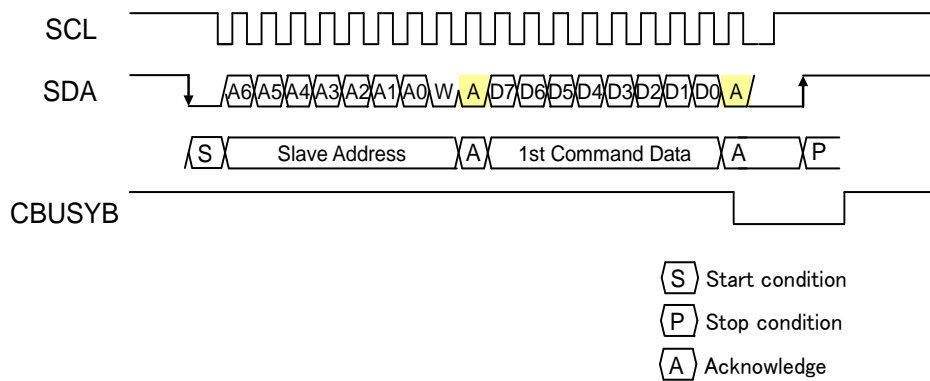 SCL
SDA A6 A5 A4 A3 A2 A1 A0 W A D7 D6 D5 D4 D3 D2 D1 D0 A
S Slave Address A 1st Command Data A P
CBUSYB
S Start condition
P Stop condition
A Acknowledge